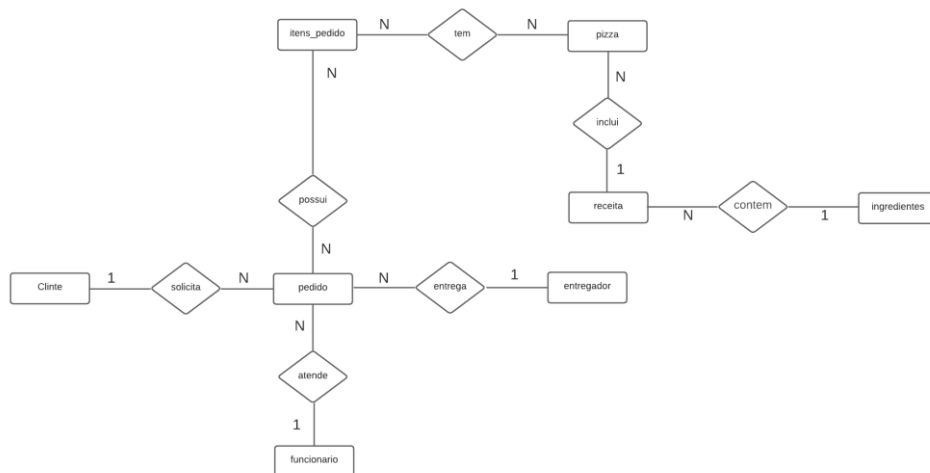 itens_pedido
N
tem
N
pizza
N
N
inclui
1
possui
receita
N
contem
1
ingredientes
N
Clinte
1
solicita
N
pedido
N
entrega
1
entregador
N
atende
1
funcionario